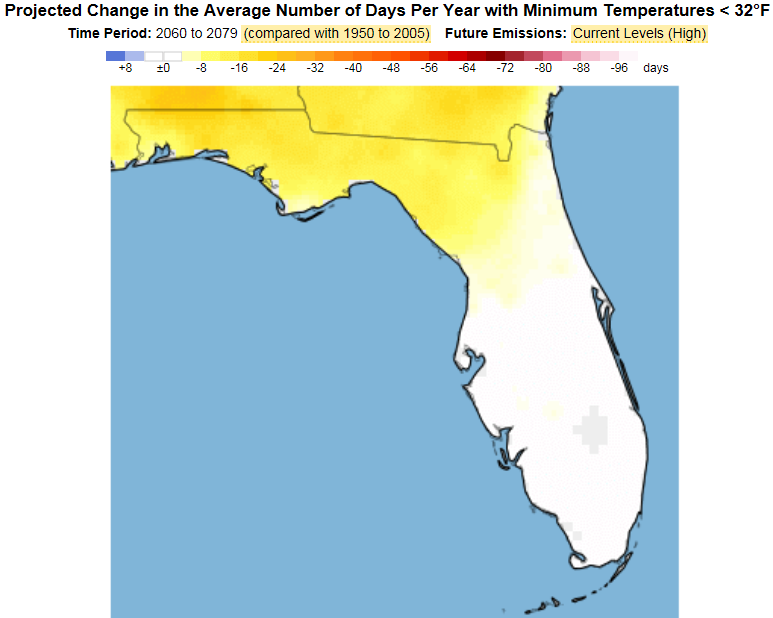 Projected Change in the Average Number of Days Per Year with Minimum Temperatures < 32°F
Time Period: 2060 to 2079 (compared with 1950 to 2005) Future Emissions: Current Levels (High)
+8 ±0 -8 -16 -24 -32 -40 -48 -56 -64 -72 -80 -88 -96 days